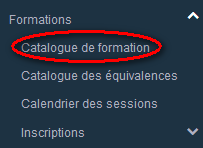 Formations
Catalogue de formation
Catalogue des équivalences
Calendrier des sessions
Inscriptions